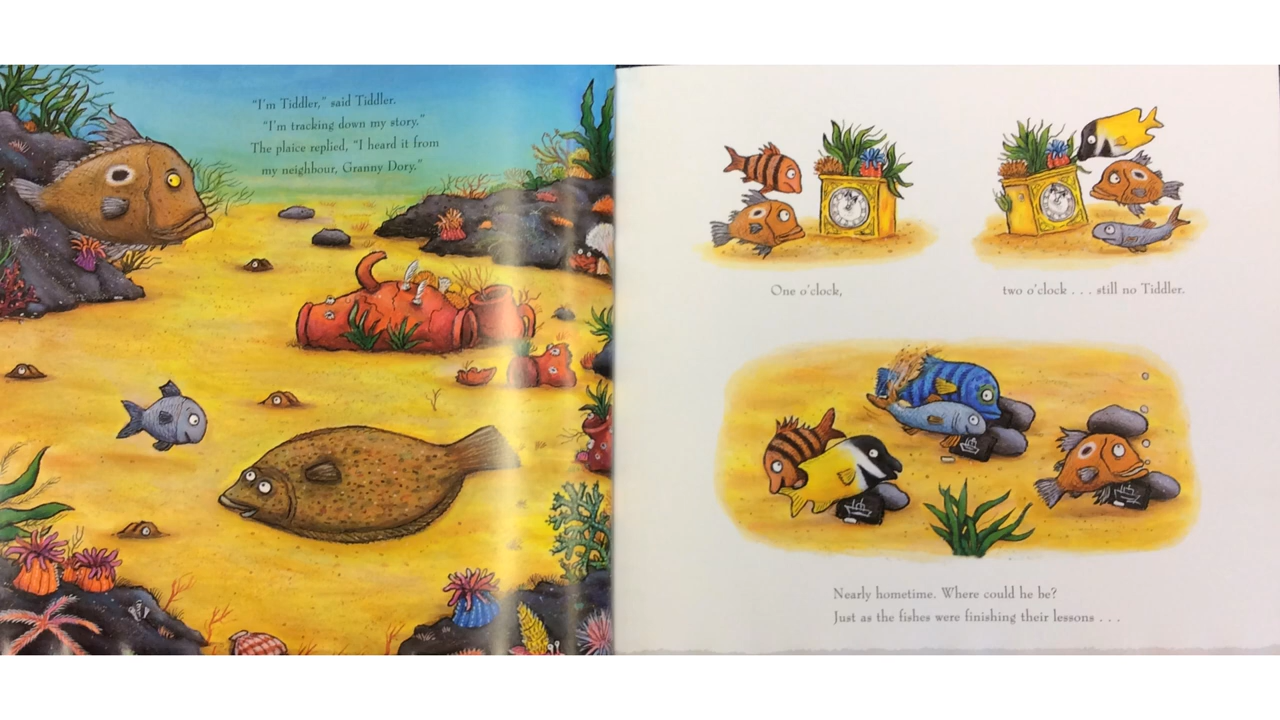 "I'm Tiddler," said Tiddler.
"I'm tracking down my story."
The plaice replied, "I heard it from
my neighbour, Granny Dory."
One o'clock,
two o'clock . . . still no Tiddler.
Nearly hometime. Where could he be?
Just as the fishes were finishing their lessons . . .